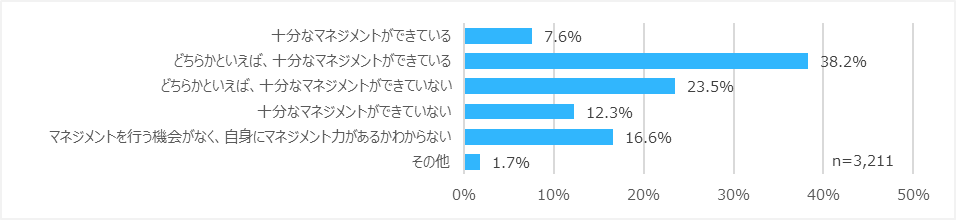 十分なマネジメントができている 7.6%
どちらかといえば、十分なマネジメントができている 38.2%
どちらかといえば、十分なマネジメントができていない 23.5%
十分なマネジメントができていない 12.3%
マネジメントを行う機会がなく、自身にマネジメント力があるかわからない 16.6%
その他 1.7% n=3,211
0% 10% 20% 30% 40% 50%